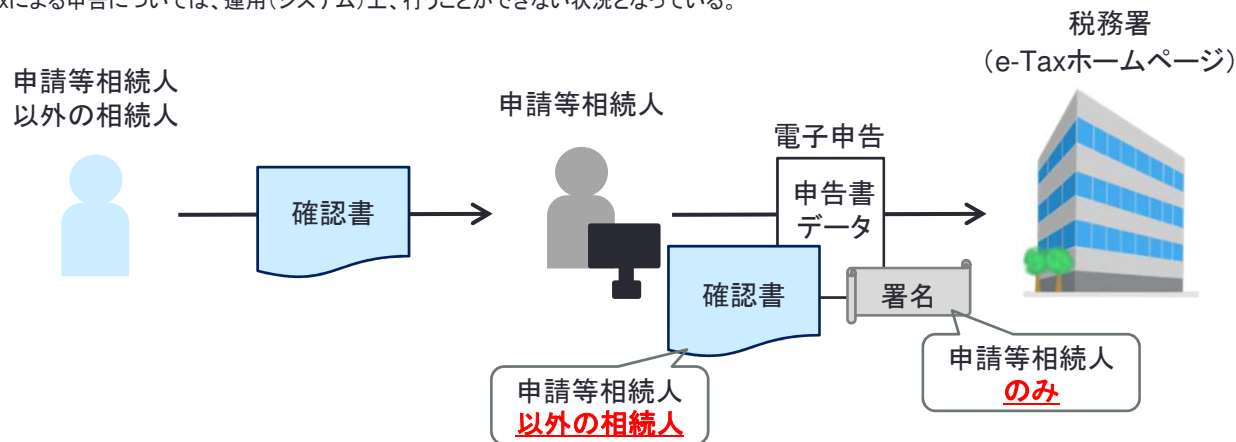 による申告については、運用（システム）上、行うことができない状況となっている。
税務署
（e-Taxホームページ）
申請等相続人
以外の相続人
申請等相続人
電子申告
確認書
申告書
データ
確認書
署名
申請等相続人
のみ
申請等相続人
以外の相続人